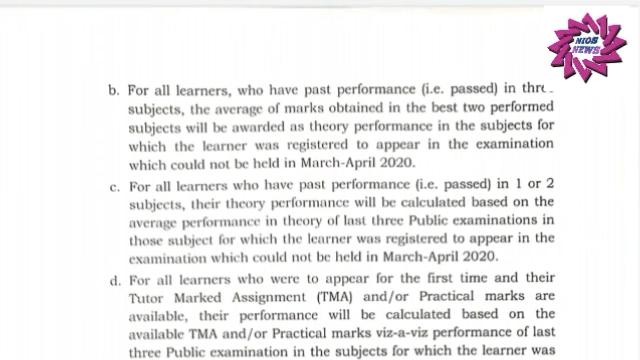 NIOS
NEWS
b. For all learners, who have past performance (i.e. passed) in thre
subjects, the average of marks obtained in the best two performed
subjects will be awarded as theory performance in the subjects for
which the learner was registered to appear in the examination
which could not be held in March-April 2020.
c. For all learners who have past performance (i.e. passed) in 1 or 2
subjects, their theory performance will be calculated based on the
average performance in theory of last three Public examinations in
those subject for which the learner was registered to appear in the
examination which could not be held in March-April 2020.
d. For all learners who were to appear for the first time and their
Tutor Marked Assignment (TMA) and/or Practical marks are
available, their performance will be calculated based on the
available TMA and/or Practical marks viz-a-viz performance of last
three Public examination in the subjects for which the learner was